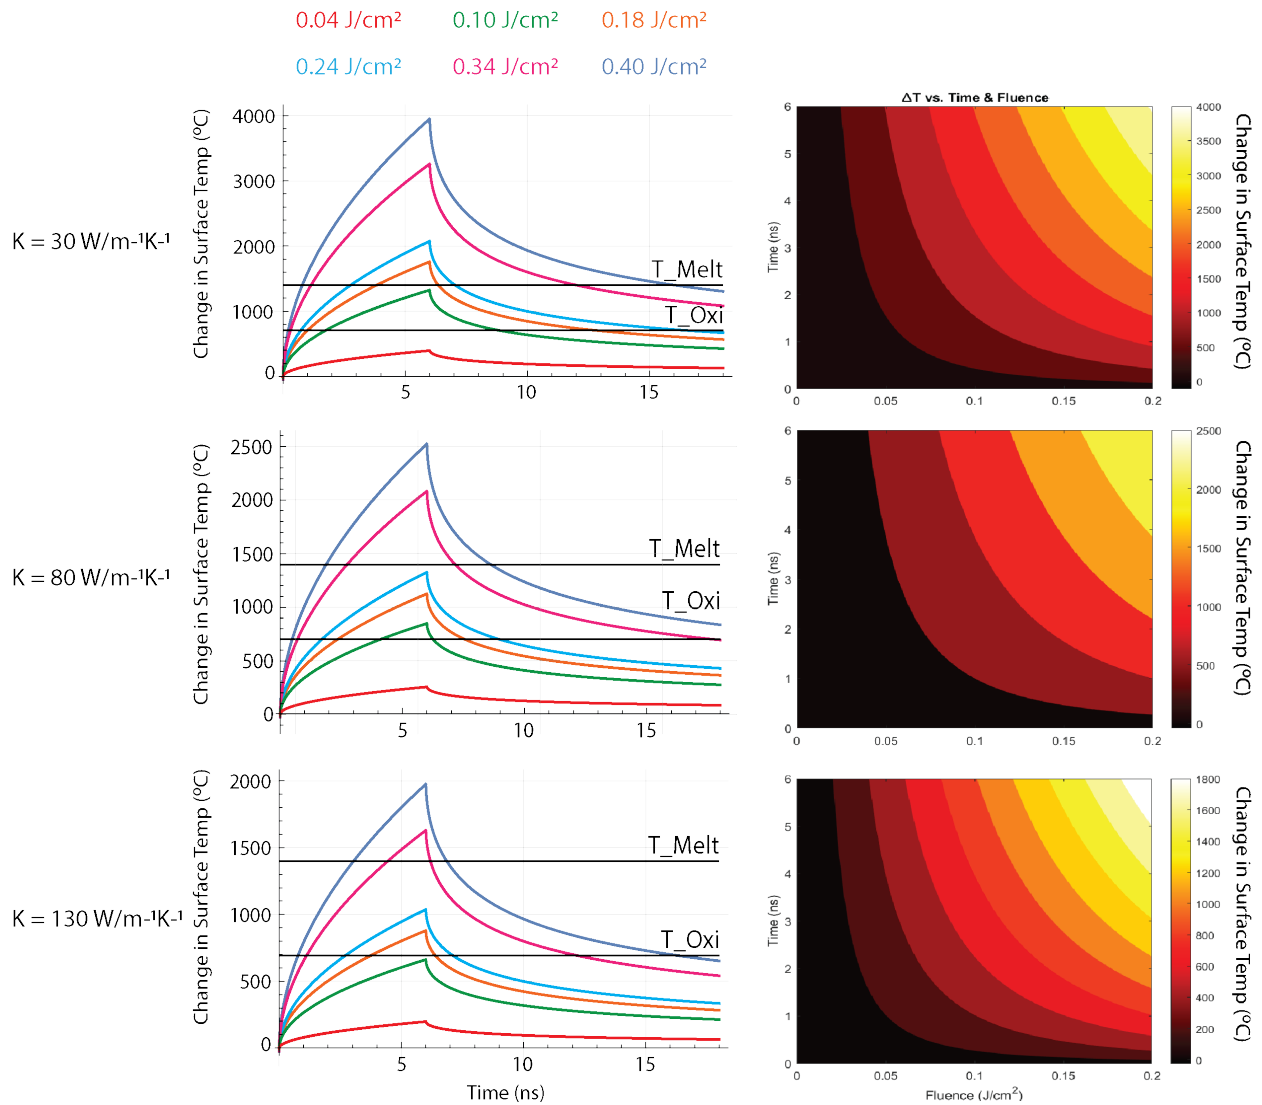 0.04 J/cm² 0.10 J/cm² 0.18 J/cm²
0.24 J/cm² 0.34 J/cm² 0.40 J/cm²
K = 30 W/m-¹K-¹
Change in Surface Temp (ºC)
4000
3000
2000
1000
0
T_Melt
T_Oxi
5 10 15
ΔT vs. Time & Fluence
Time (ns)
6
5
4
3
2
1
0
0 0.05 0.1 0.15 0.2
4000
3500
3000
2500
2000
1500
1000
500
0
Change in Surface Temp (ºC)
K = 80 W/m-¹K-¹
Change in Surface Temp (ºC)
2500
2000
1500
1000
500
0
T_Melt
T_Oxi
5 10 15
Time (ns)
6
5
4
3
2
1
0
0 0.05 0.1 0.15 0.2
2500
2000
1500
1000
500
0
Change in Surface Temp (ºC)
K = 130 W/m-¹K-¹
Change in Surface Temp (ºC)
2000
1500
1000
500
0
T_Melt
T_Oxi
5 10 15
Time (ns)
Time (ns)
6
5
4
3
2
1
0
0 0.05 0.1 0.15 0.2
Fluence (J/cm²)
1800
1600
1400
1200
1000
800
600
400
200
0
Change in Surface Temp (ºC)